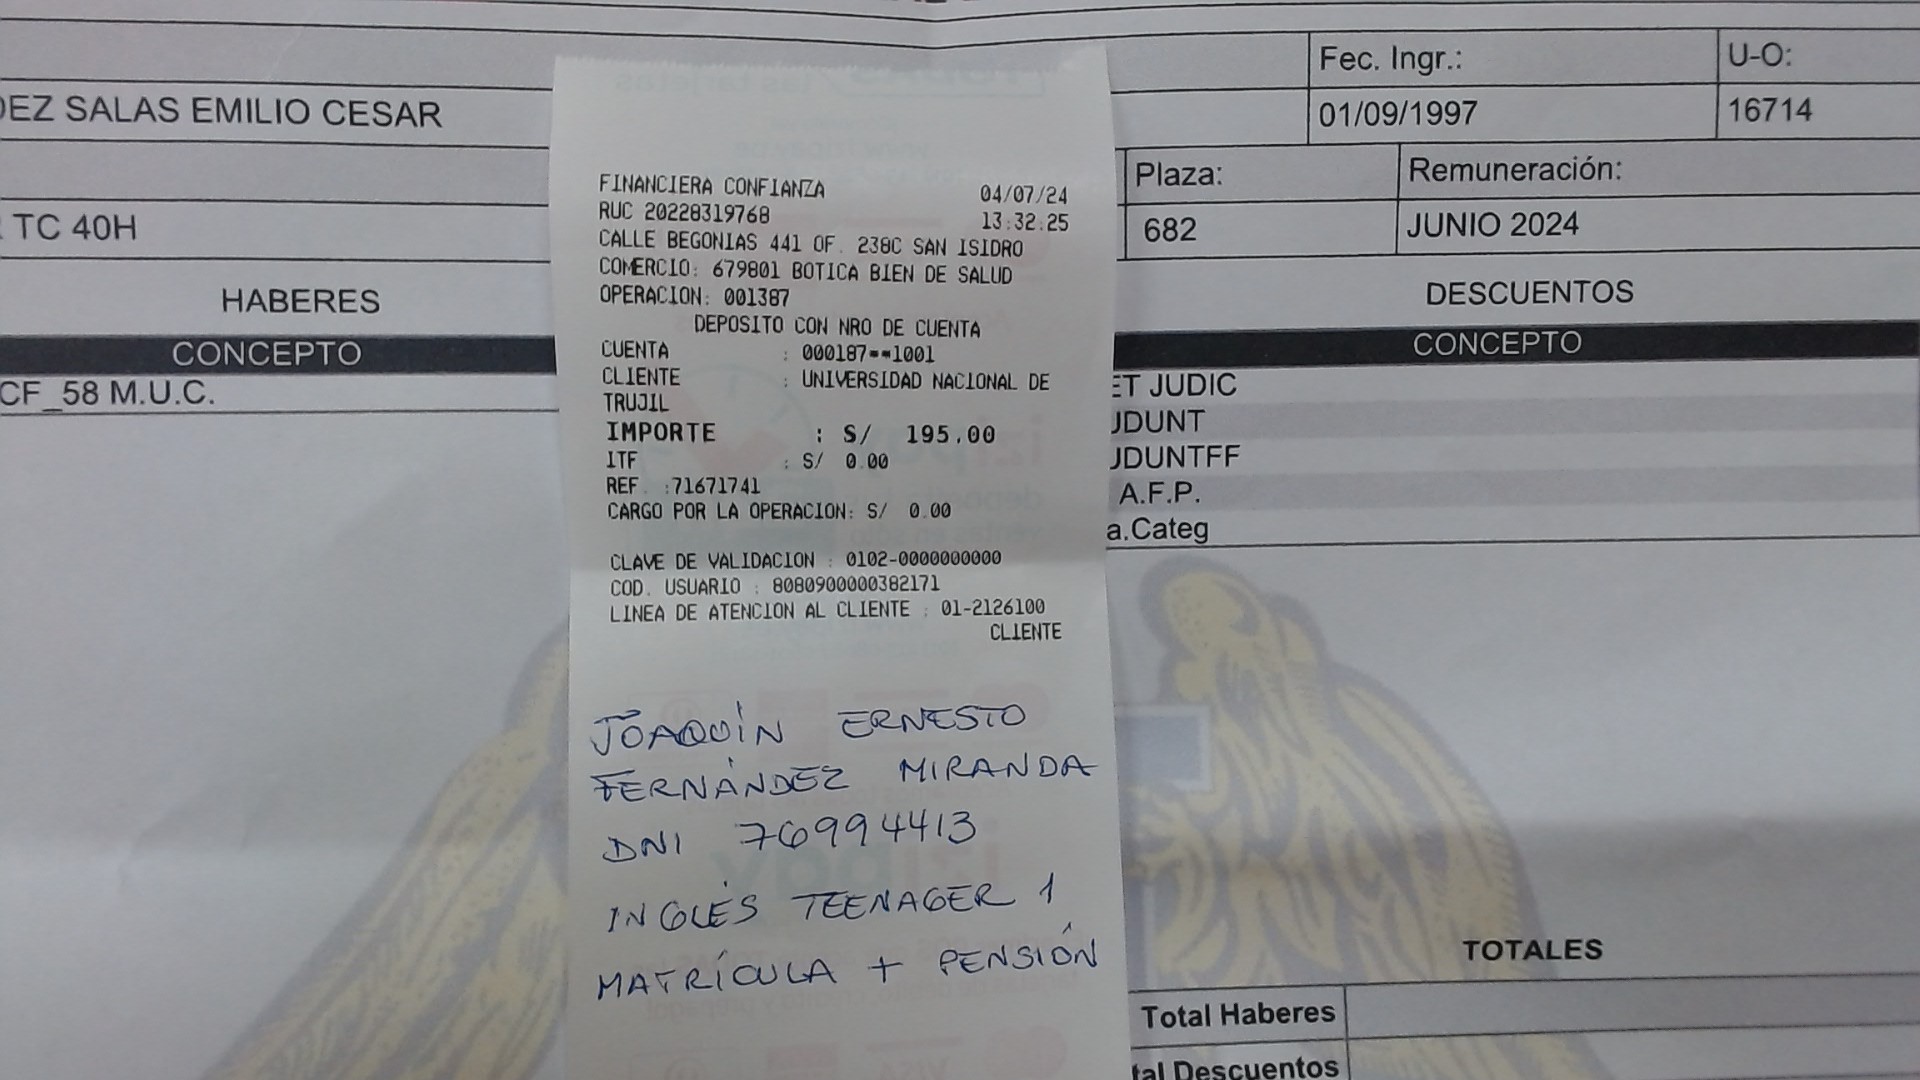 Fec. Ingr.:
U-O:
DEZ SALAS EMILIO CESAR
01/09/1997
16714
Plaza:
Remuneración:
TC 40H
682
JUNIO 2024
HABERES
DESCUENTOS
CONCEPTO
CONCEPTO
CF_58 M.U.C.
ET JUDIC
JDUNT
JDUNTFF
A.F.P.
a.Categ
TOTALES
Total Haberes
tal Descuentos
FINANCIERA CONFIANZA 04/07/24
RUC 20228319768 13:32:25
CALLE BEGONIAS 441 OF. 238C SAN ISIDRO
COMERCIO: 679801 BOTICA BIEN DE SALUD
OPERACION: 001387
DEPOSITO CON NRO DE CUENTA
CUENTA : 000187**1001
CLIENTE : UNIVERSIDAD NACIONAL DE
TRUJIL
IMPORTE : S/ 195.00
ITF : S/ 0.00
REF. :71671741
CARGO POR LA OPERACION: S/ 0.00
CLAVE DE VALIDACION : 0102-0000000000
COD. USUARIO : 8080900000382171
LINEA DE ATENCION AL CLIENTE : 01-2126100
CLIENTE
JOAQUÍN ERNESTO
FERNÁNDEZ MIRANDA
DNI 76994413
INGLÉS TEENAGER 1
MATRÍCULA + PENSIÓN